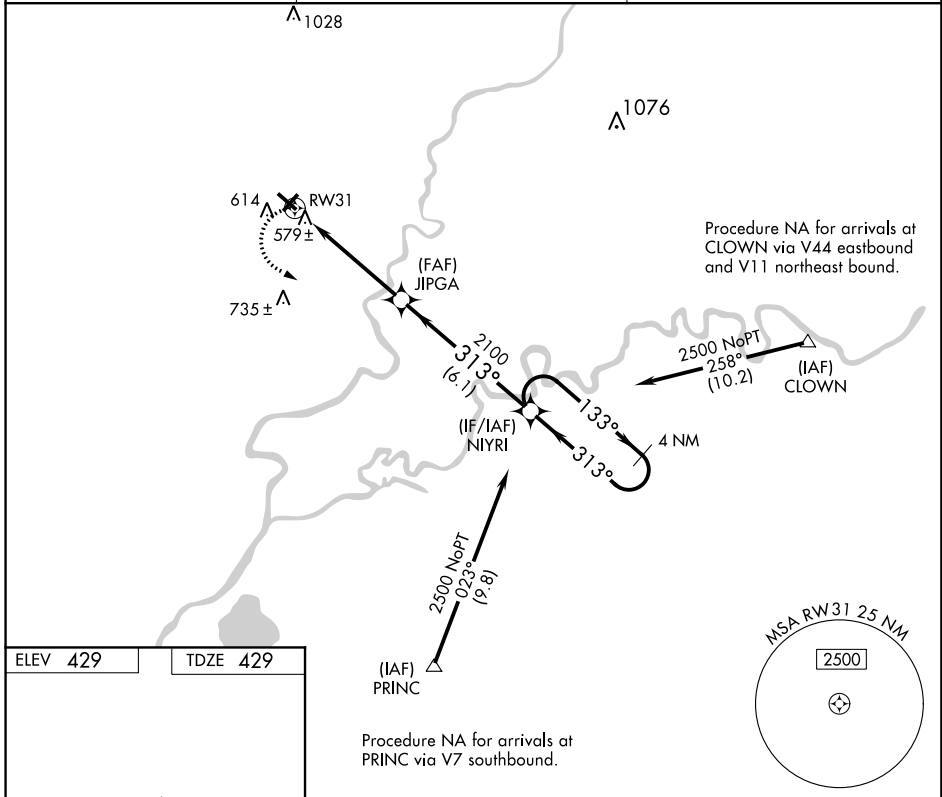 1028
1076
614
RW31
579±
Procedure NA for arrivals at
CLOWN via V44 eastbound
and V11 northeast bound.
(FAF)
JIPGA
735±
2100
313°
(6.1)
2500 NoPT
258°
(10.2)
(IAF)
CLOWN
(IF/IAF)
NIYRI
133°
4 NM
313°
2500 NoPT
023°
(9.8)
MSA RW31 25 NM
2500
ELEV 429
TDZE 429
(IAF)
PRINC
Procedure NA for arrivals at
PRINC via V7 southbound.